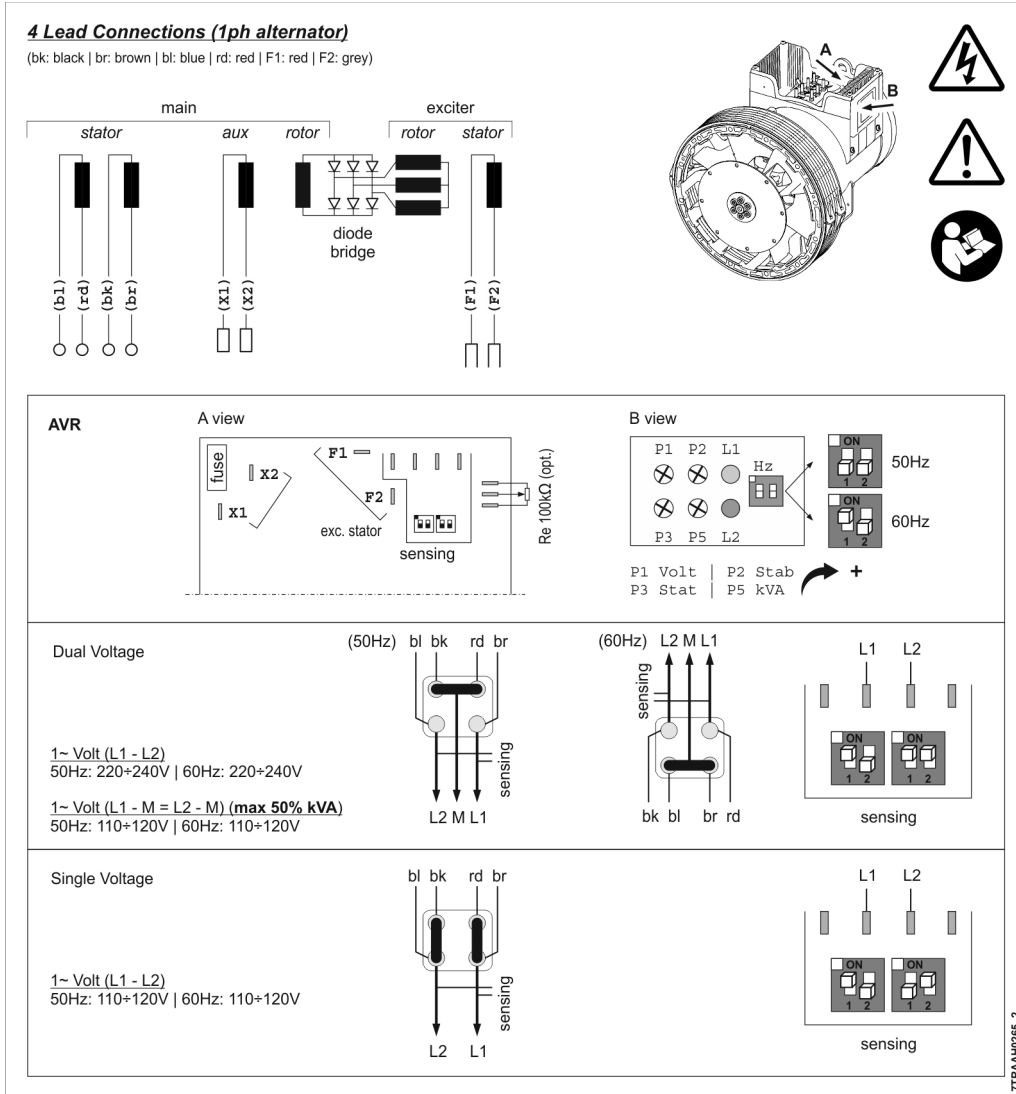 4 Lead Connections (1ph alternator)
(bk: black | br: brown | bl: blue | rd: red | F1: red | F2: grey)
main
exciter
stator
aux
rotor
rotor
stator
diode
bridge
(bl)
(rd)
(bk)
(br)
(X1)
(X2)
(F1)
(F2)
A
B
AVR
A view
fuse
X2
X1
F1
F2
exc. stator
sensing
Re 100kΩ (opt.)
B view
P1 P2 L1
Hz
P3 P5 L2
ON
1 2
50Hz
ON
1 2
60Hz
P1 Volt | P2 Stab
P3 Stat | P5 kVA
+
Dual Voltage
1~ Volt (L1 - L2)
50Hz: 220÷240V | 60Hz: 220÷240V
1~ Volt (L1 - M = L2 - M) (max 50% kVA)
50Hz: 110÷120V | 60Hz: 110÷120V
(50Hz) bl bk rd br
sensing
L2 M L1
(60Hz) L2 M L1
sensing
bk bl br rd
L1 L2
ON ON
1 2 1 2
sensing
Single Voltage
1~ Volt (L1 - L2)
50Hz: 110÷120V | 60Hz: 110÷120V
bl bk rd br
sensing
L2 L1
L1 L2
ON ON
1 2 1 2
sensing